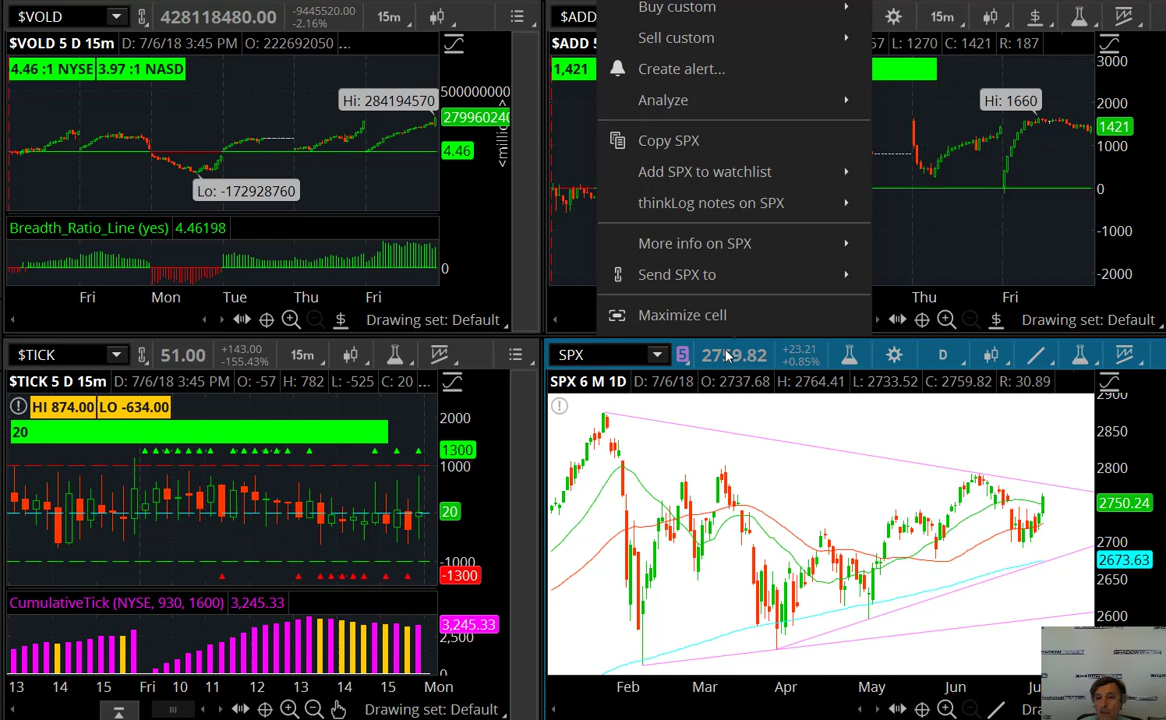 $VOLD
428118480.00
-9445520.00
-2.16%
15m
$VOLD 5 D 15m
D: 7/6/18 3:45 PM
O: 222692050
...
4.46 :1 NYSE
3.97 :1 NASD
500000000
Hi: 284194570
279960240
4.46
<millio
Lo: -172928760
Breadth_Ratio_Line (yes)
4.46198
0
Fri
Mon
Tue
Thu
Fri
Drawing set: Default
$ADD
15m
$ADD 5
L: 1270
C: 1421
R: 187
1,421
3000
Hi: 1660
2000
1421
1000
0
-1000
-2000
Thu
Fri
Drawing set: Default
Buy custom
Sell custom
Create alert...
Analyze
Copy SPX
Add SPX to watchlist
thinkLog notes on SPX
More info on SPX
Send SPX to
Maximize cell
$TICK
51.00
+143.00
-155.43%
15m
$TICK 5 D 15m
D: 7/6/18 3:45 PM
O: -57
H: 782
L: -525
C: 20
...
HI 874.00
LO -634.00
20
2000
1300
1000
20
-1000
-1300
CumulativeTick (NYSE, 930, 1600)
3,245.33
3,245.33
2,500
0
13
14
15
Fri
10
11
12
13
14
15
Mon
Drawing set: Default
SPX
5
+23.21
+0.85%
D
SPX 6 M 1D
D: 7/6/18
O: 2737.68
H: 2764.41
L: 2733.52
C: 2759.82
R: 30.89
2900
2850
2800
2750.24
2700
2673.63
2650
2600
Feb
Mar
Apr
May
Jun